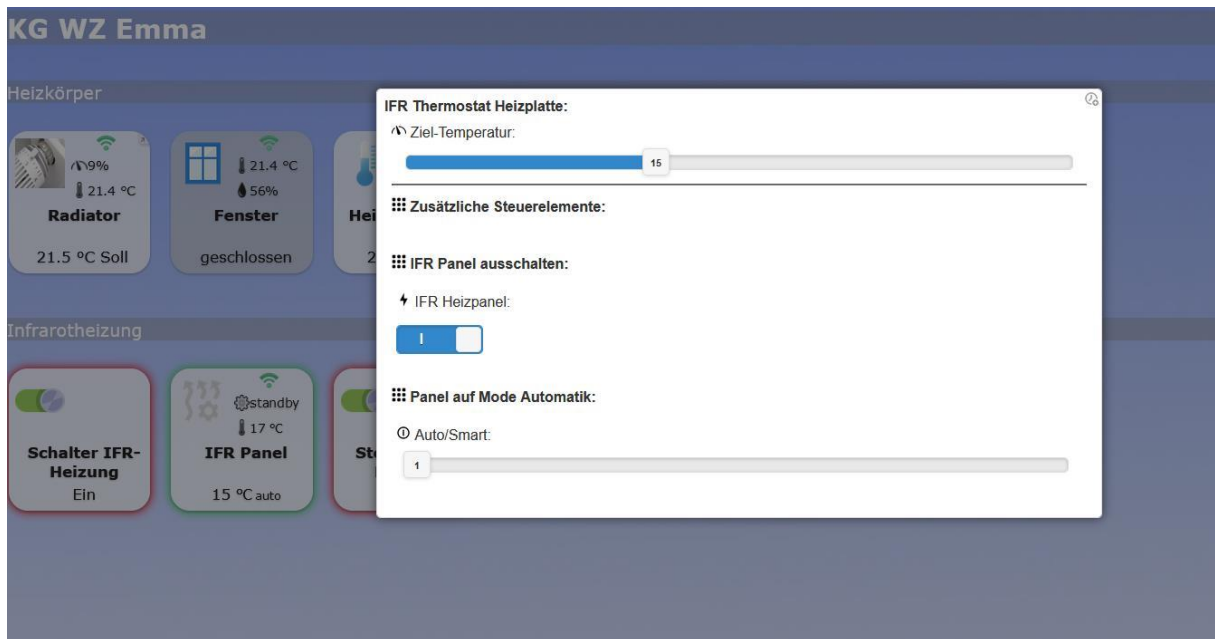 KG WZ Emma
Heizkörper
9%
21.4 °C
Radiator
21.5 °C Soll
21.4 °C
56%
Fenster
geschlossen
Hei
2
IFR Thermostat Heizplatte:
Ziel-Temperatur:
15
Zusätzliche Steuerelemente:
IFR Panel ausschalten:
IFR Heizpanel:
I
Panel auf Mode Automatik:
Auto/Smart:
1
Infrarotheizung
Schalter IFR-
Heizung
Ein
standby
17 °C
IFR Panel
15 °C auto